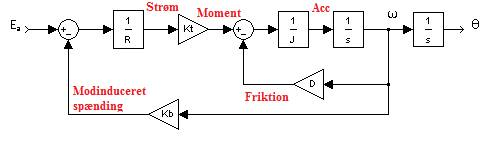 Strøm
Moment
Acc
Ea
+
-
1
R
Kt
+
-
1
J
1
s
ω
1
s
θ
D
Friktion
Modinduceret
spænding
Kb